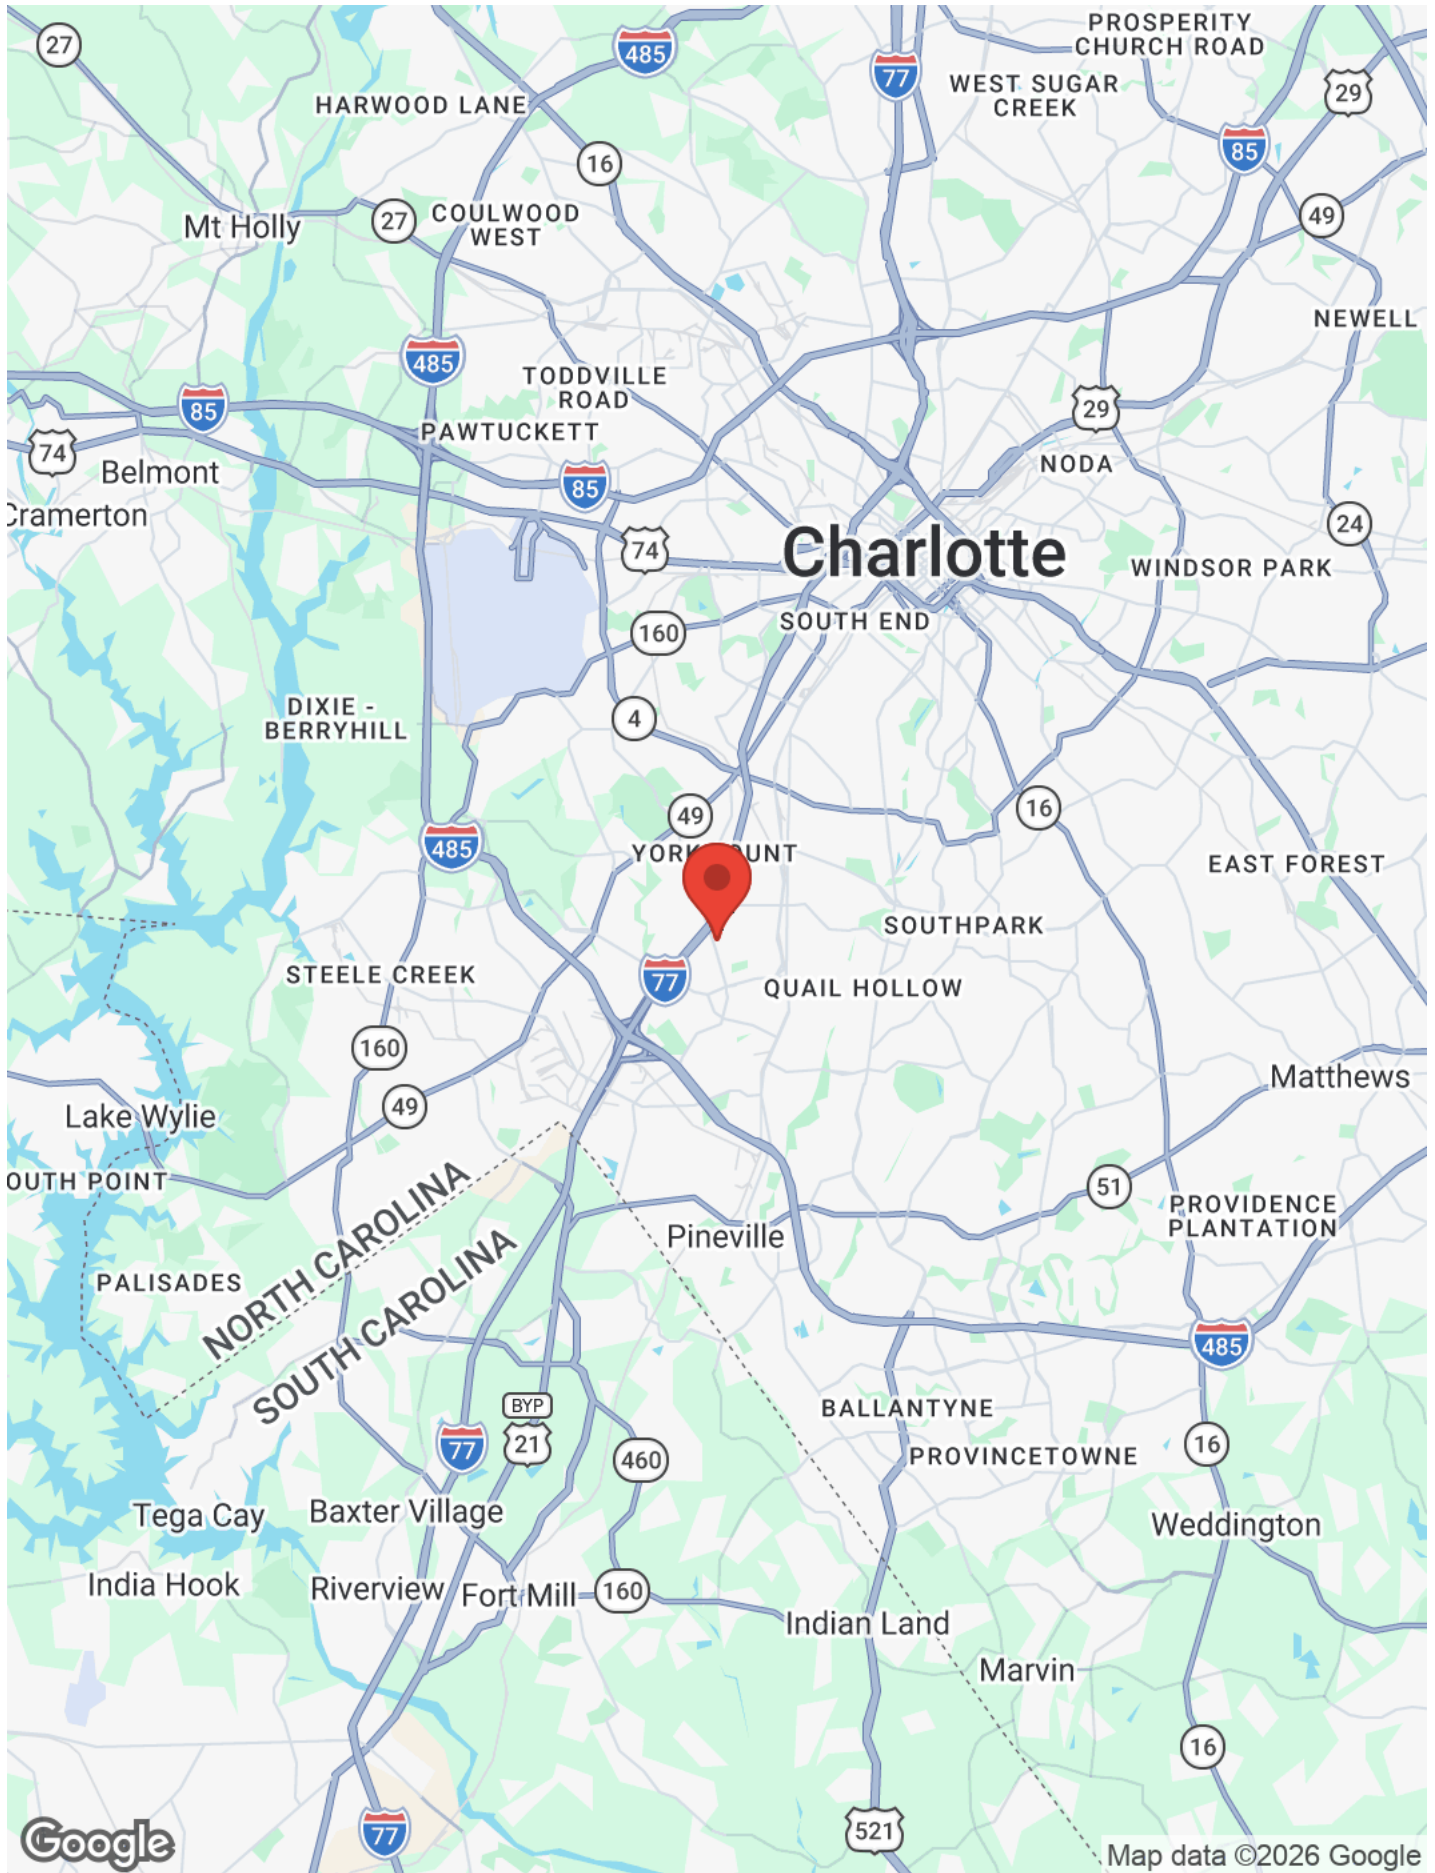 PROSPERITY
CHURCH ROAD
27
485
77
WEST SUGAR
CREEK
29
HARWOOD LANE
16
85
Mt Holly
27
COULWOOD
WEST
49
NEWELL
485
TODDVILLE
ROAD
85
29
PAWTUCKETT
74
Belmont
NODA
85
Cramerton
24
74
Charlotte
WINDSOR PARK
160
SOUTH END
DIXIE -
BERRYHILL
4
49
16
485
EAST FOREST
SOUTHPARK
STEELE CREEK
77
QUAIL HOLLOW
160
Matthews
49
Lake Wylie
OUTH POINT
51
PROVIDENCE
PLANTATION
NORTH CAROLINA
Pineville
PALISADES
SOUTH CAROLINA
485
BYP
21
BALLANTYNE
77
460
16
PROVINCETOWNE
Tega Cay
Baxter Village
Weddington
India Hook
Riverview
Fort Mill
160
Indian Land
Marvin
16
77
521
Google
Map data ©2026 Google